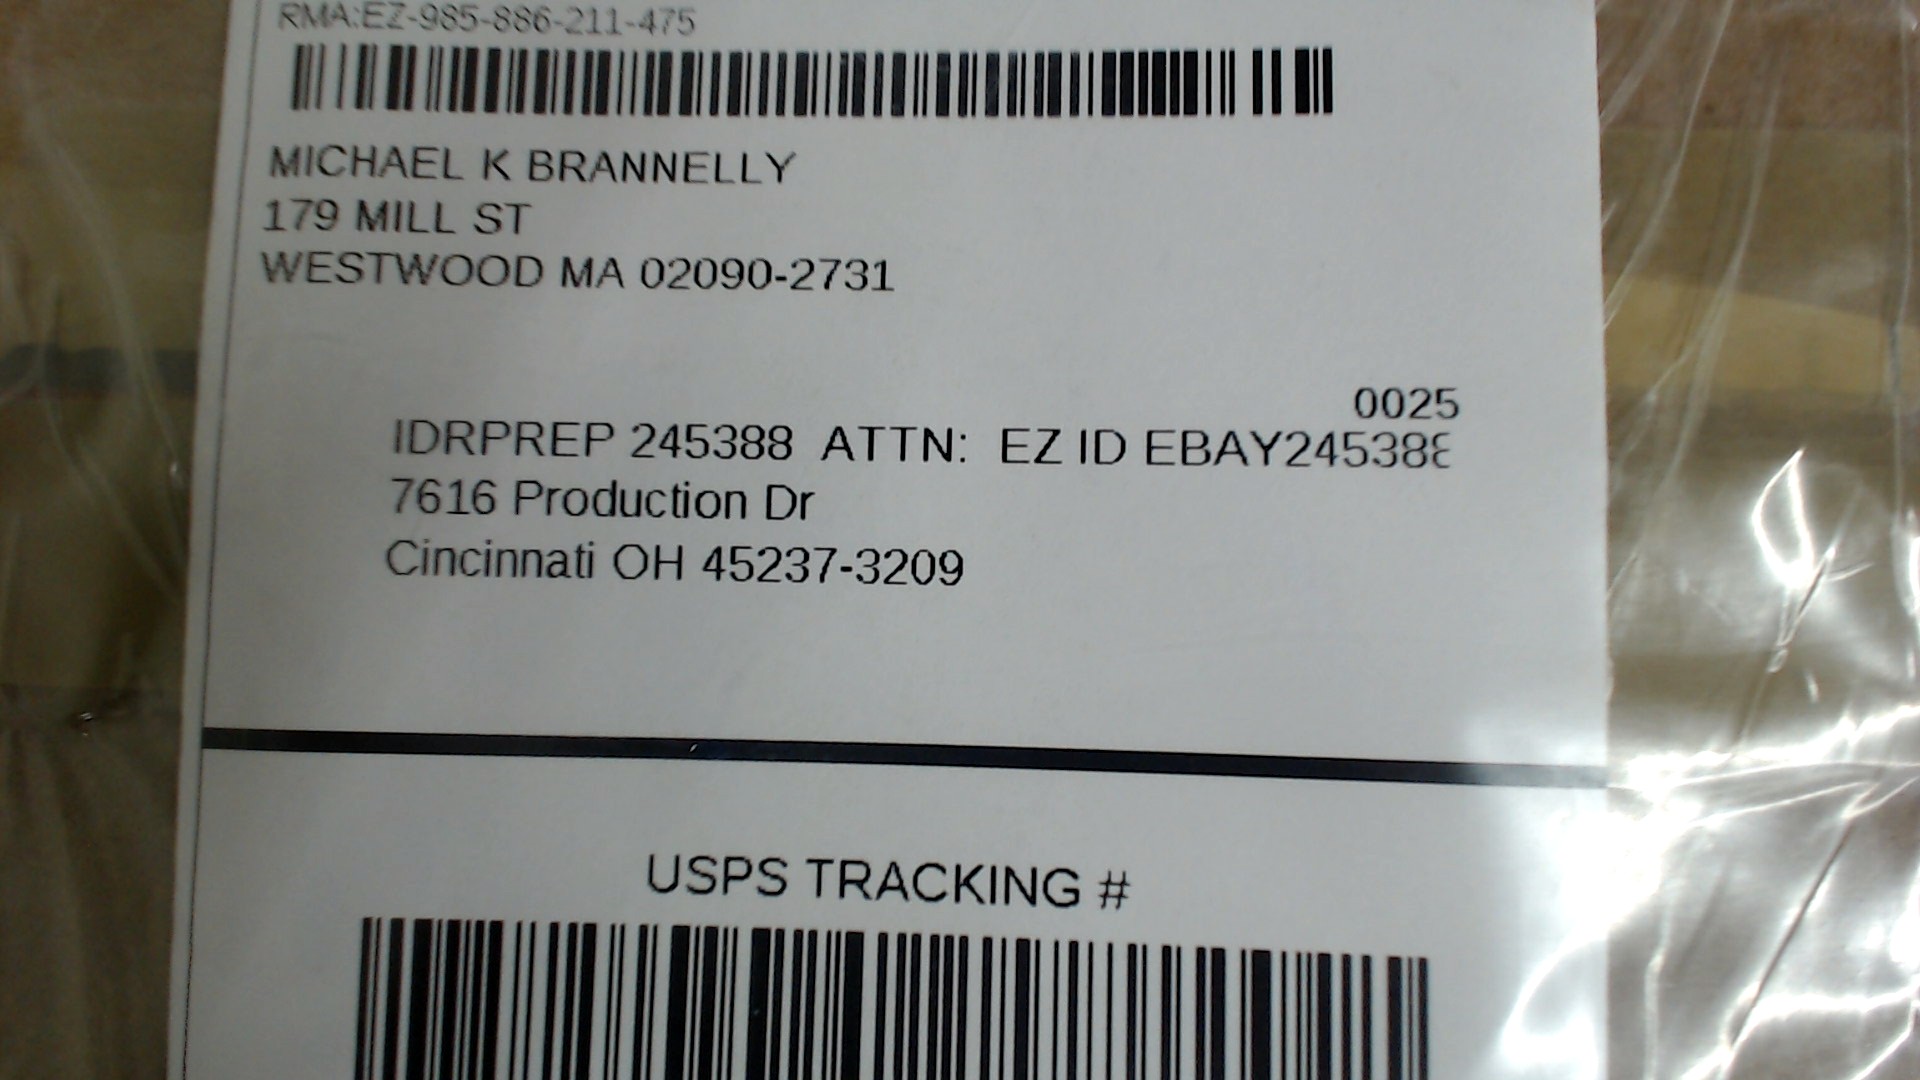 RMA:EZ-985-886-211-475
MICHAEL K BRANNELLY
179 MILL ST
WESTWOOD MA 02090-2731
0025
IDRPREP 245388 ATTN: EZ ID EBAY245388
7616 Production Dr
Cincinnati OH 45237-3209
USPS TRACKING #